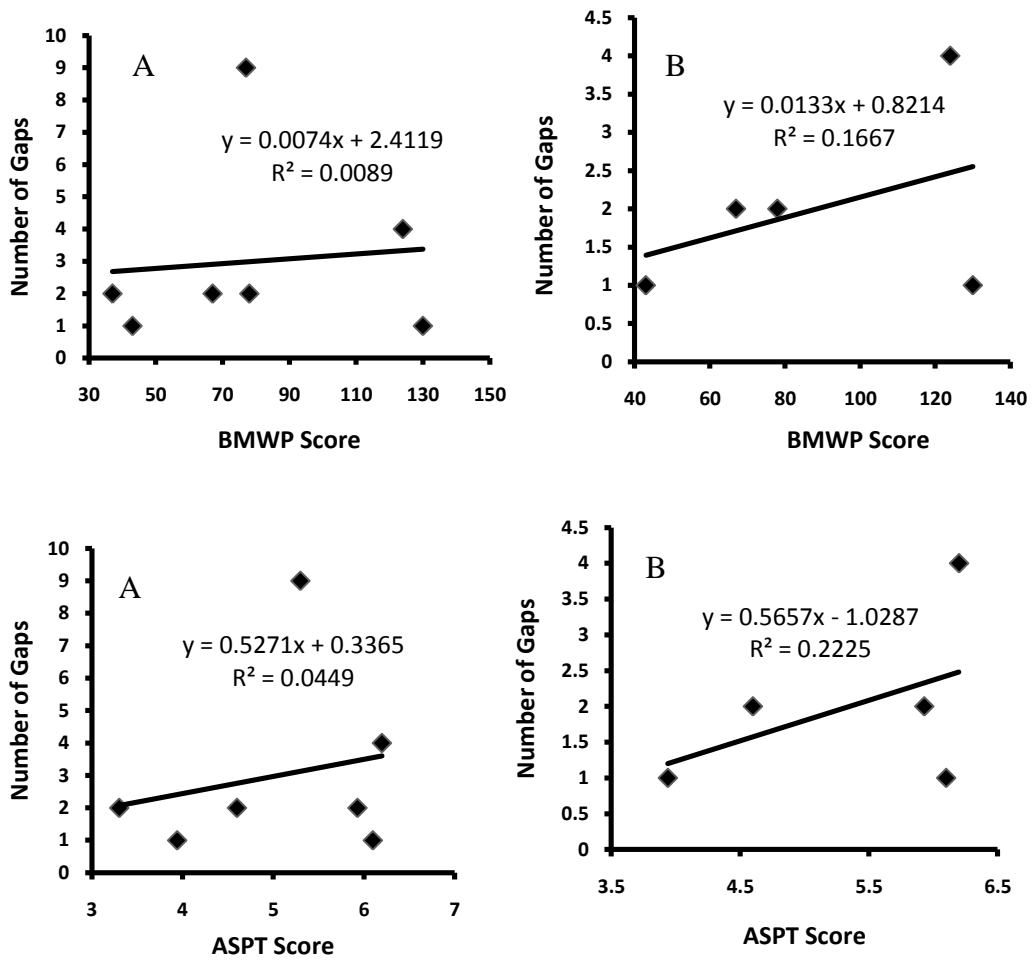 10
9
8
7
6
5
4
3
2
1
0
Number of Gaps
A
y = 0.0074x + 2.4119
R² = 0.0089
30 50 70 90 110 130 150
BMWP Score
4.5
4
3.5
3
2.5
2
1.5
1
0.5
0
Number of Gaps
B
y = 0.0133x + 0.8214
R² = 0.1667
40 60 80 100 120 140
BMWP Score
10
9
8
7
6
5
4
3
2
1
0
Number of Gaps
A
y = 0.5271x + 0.3365
R² = 0.0449
3 4 5 6 7
ASPT Score
4.5
4
3.5
3
2.5
2
1.5
1
0.5
0
Number of Gaps
B
y = 0.5657x - 1.0287
R² = 0.2225
3.5 4.5 5.5 6.5
ASPT Score